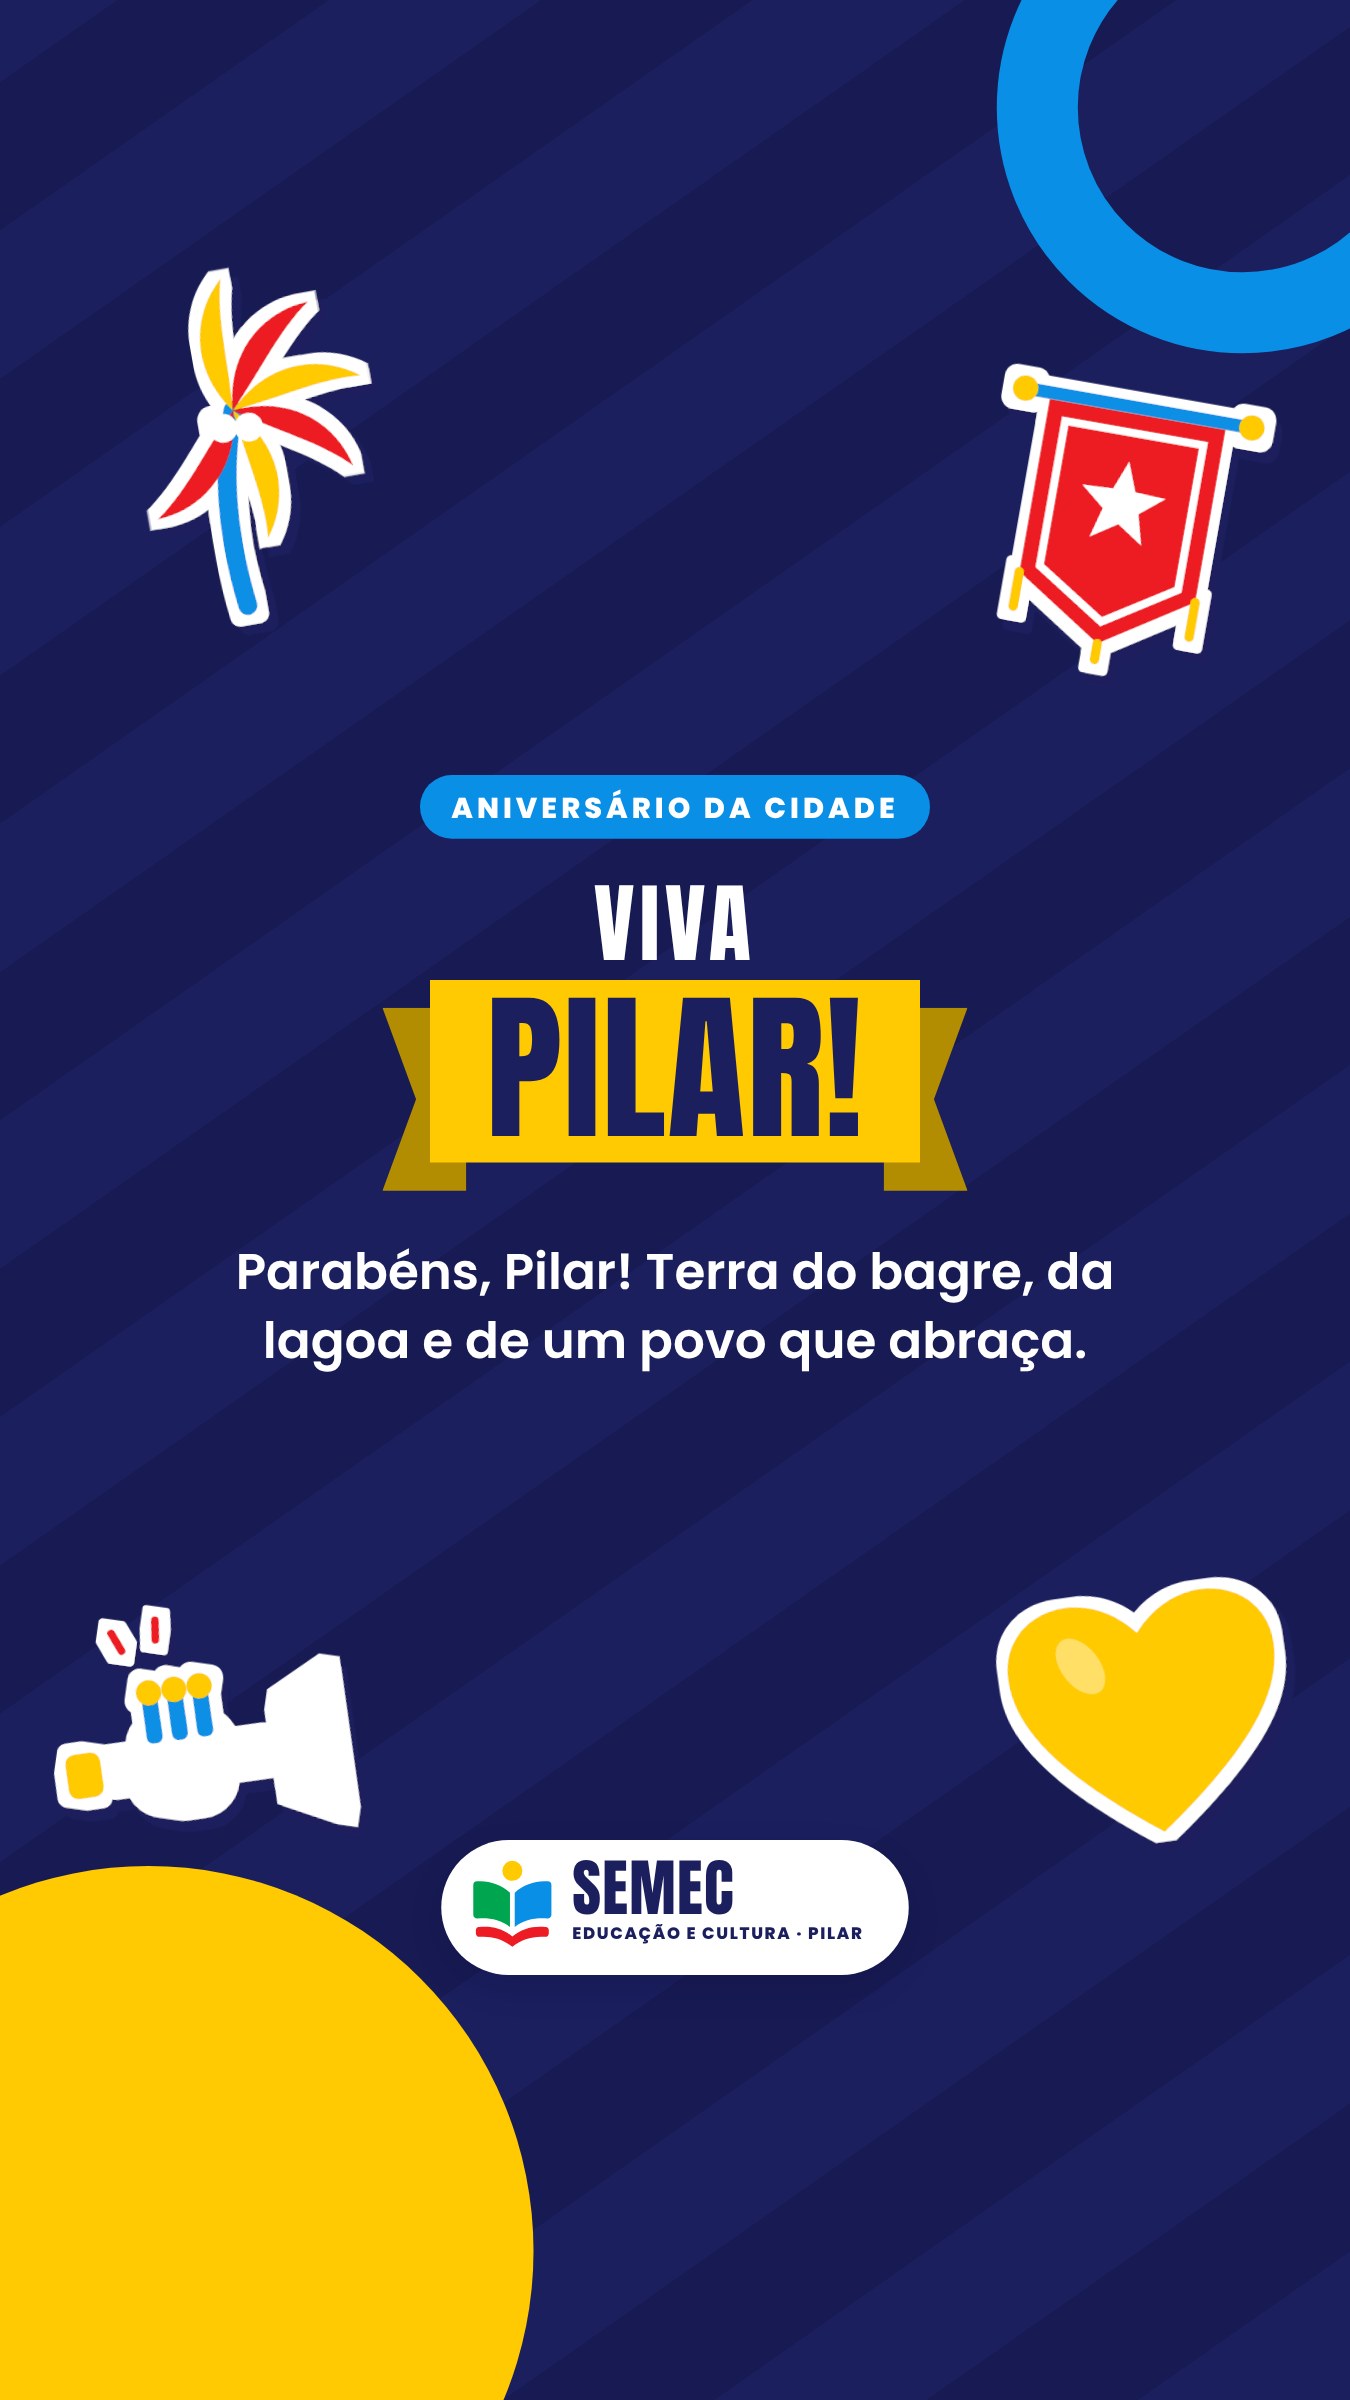 ANIVERSÁRIO DA CIDADE
VIVA
PILAR!
Parabéns, Pilar! Terra do bagre, da
lagoa e de um povo que abraça.
SEMEC
EDUCAÇÃO E CULTURA · PILAR